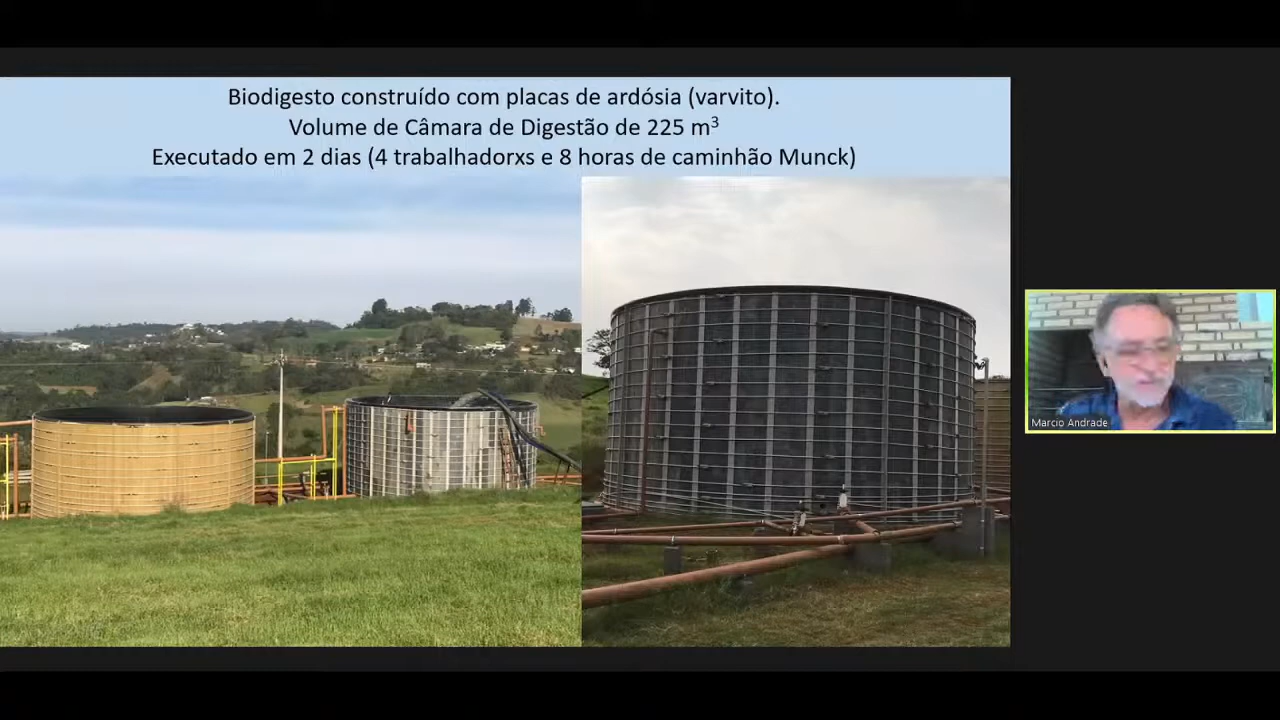 Biodigesto construído com placas de ardósia (varvito).
Volume de Câmara de Digestão de 225 m³
Executado em 2 dias (4 trabalhadorxs e 8 horas de caminhão Munck)
Marcio Andrade